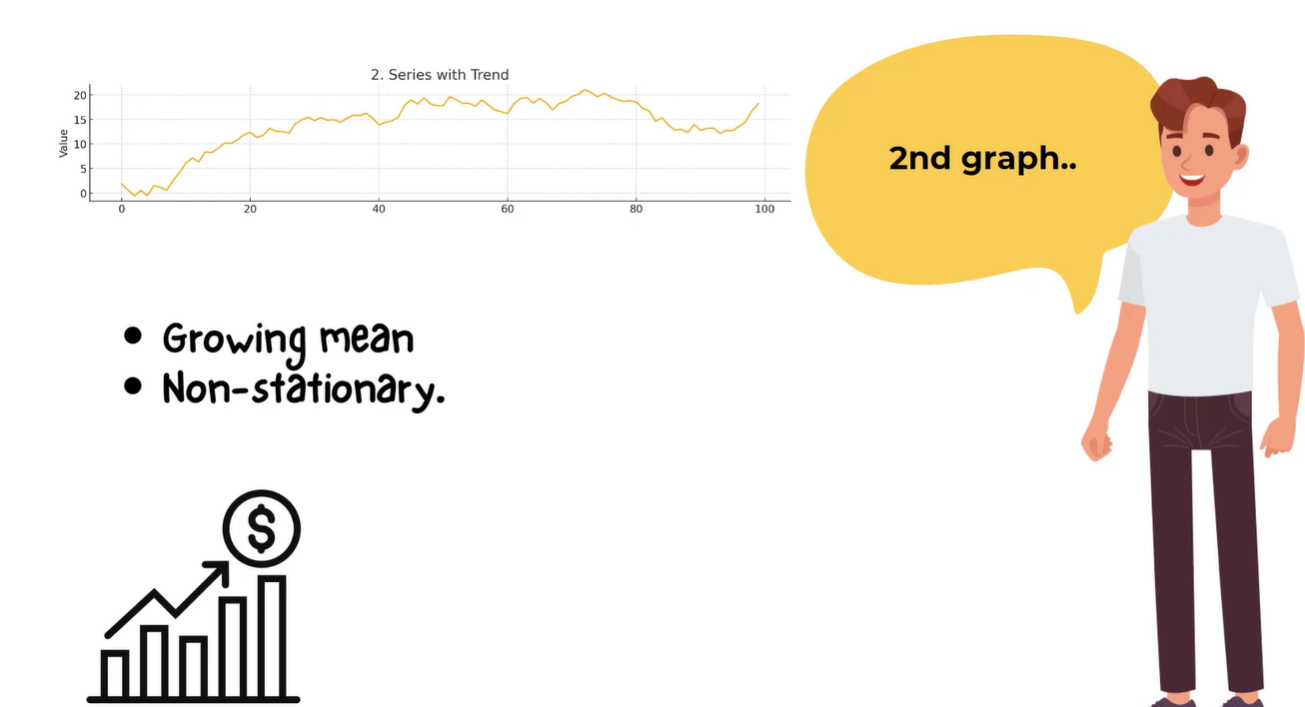 2. Series with Trend
Value
20
15
10
5
0
0 20 40 60 80 100
2nd graph..
• Growing mean
• Non-stationary.
$